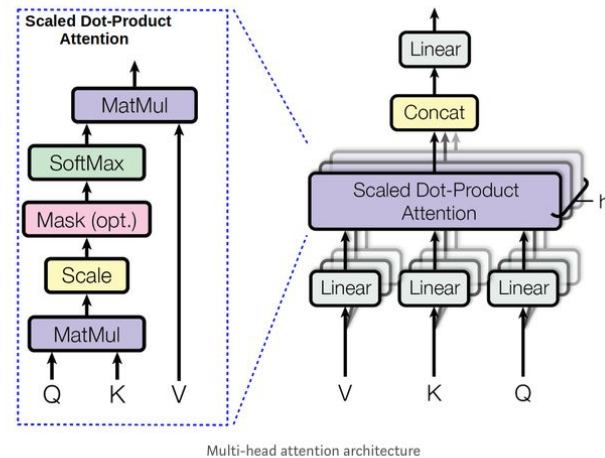 Scaled Dot-Product
Attention
MatMul
SoftMax
Mask (opt.)
Scale
MatMul
Q K V
Linear
Concat
Scaled Dot-Product
Attention
h
Linear Linear Linear
V K Q
Multi-head attention architecture